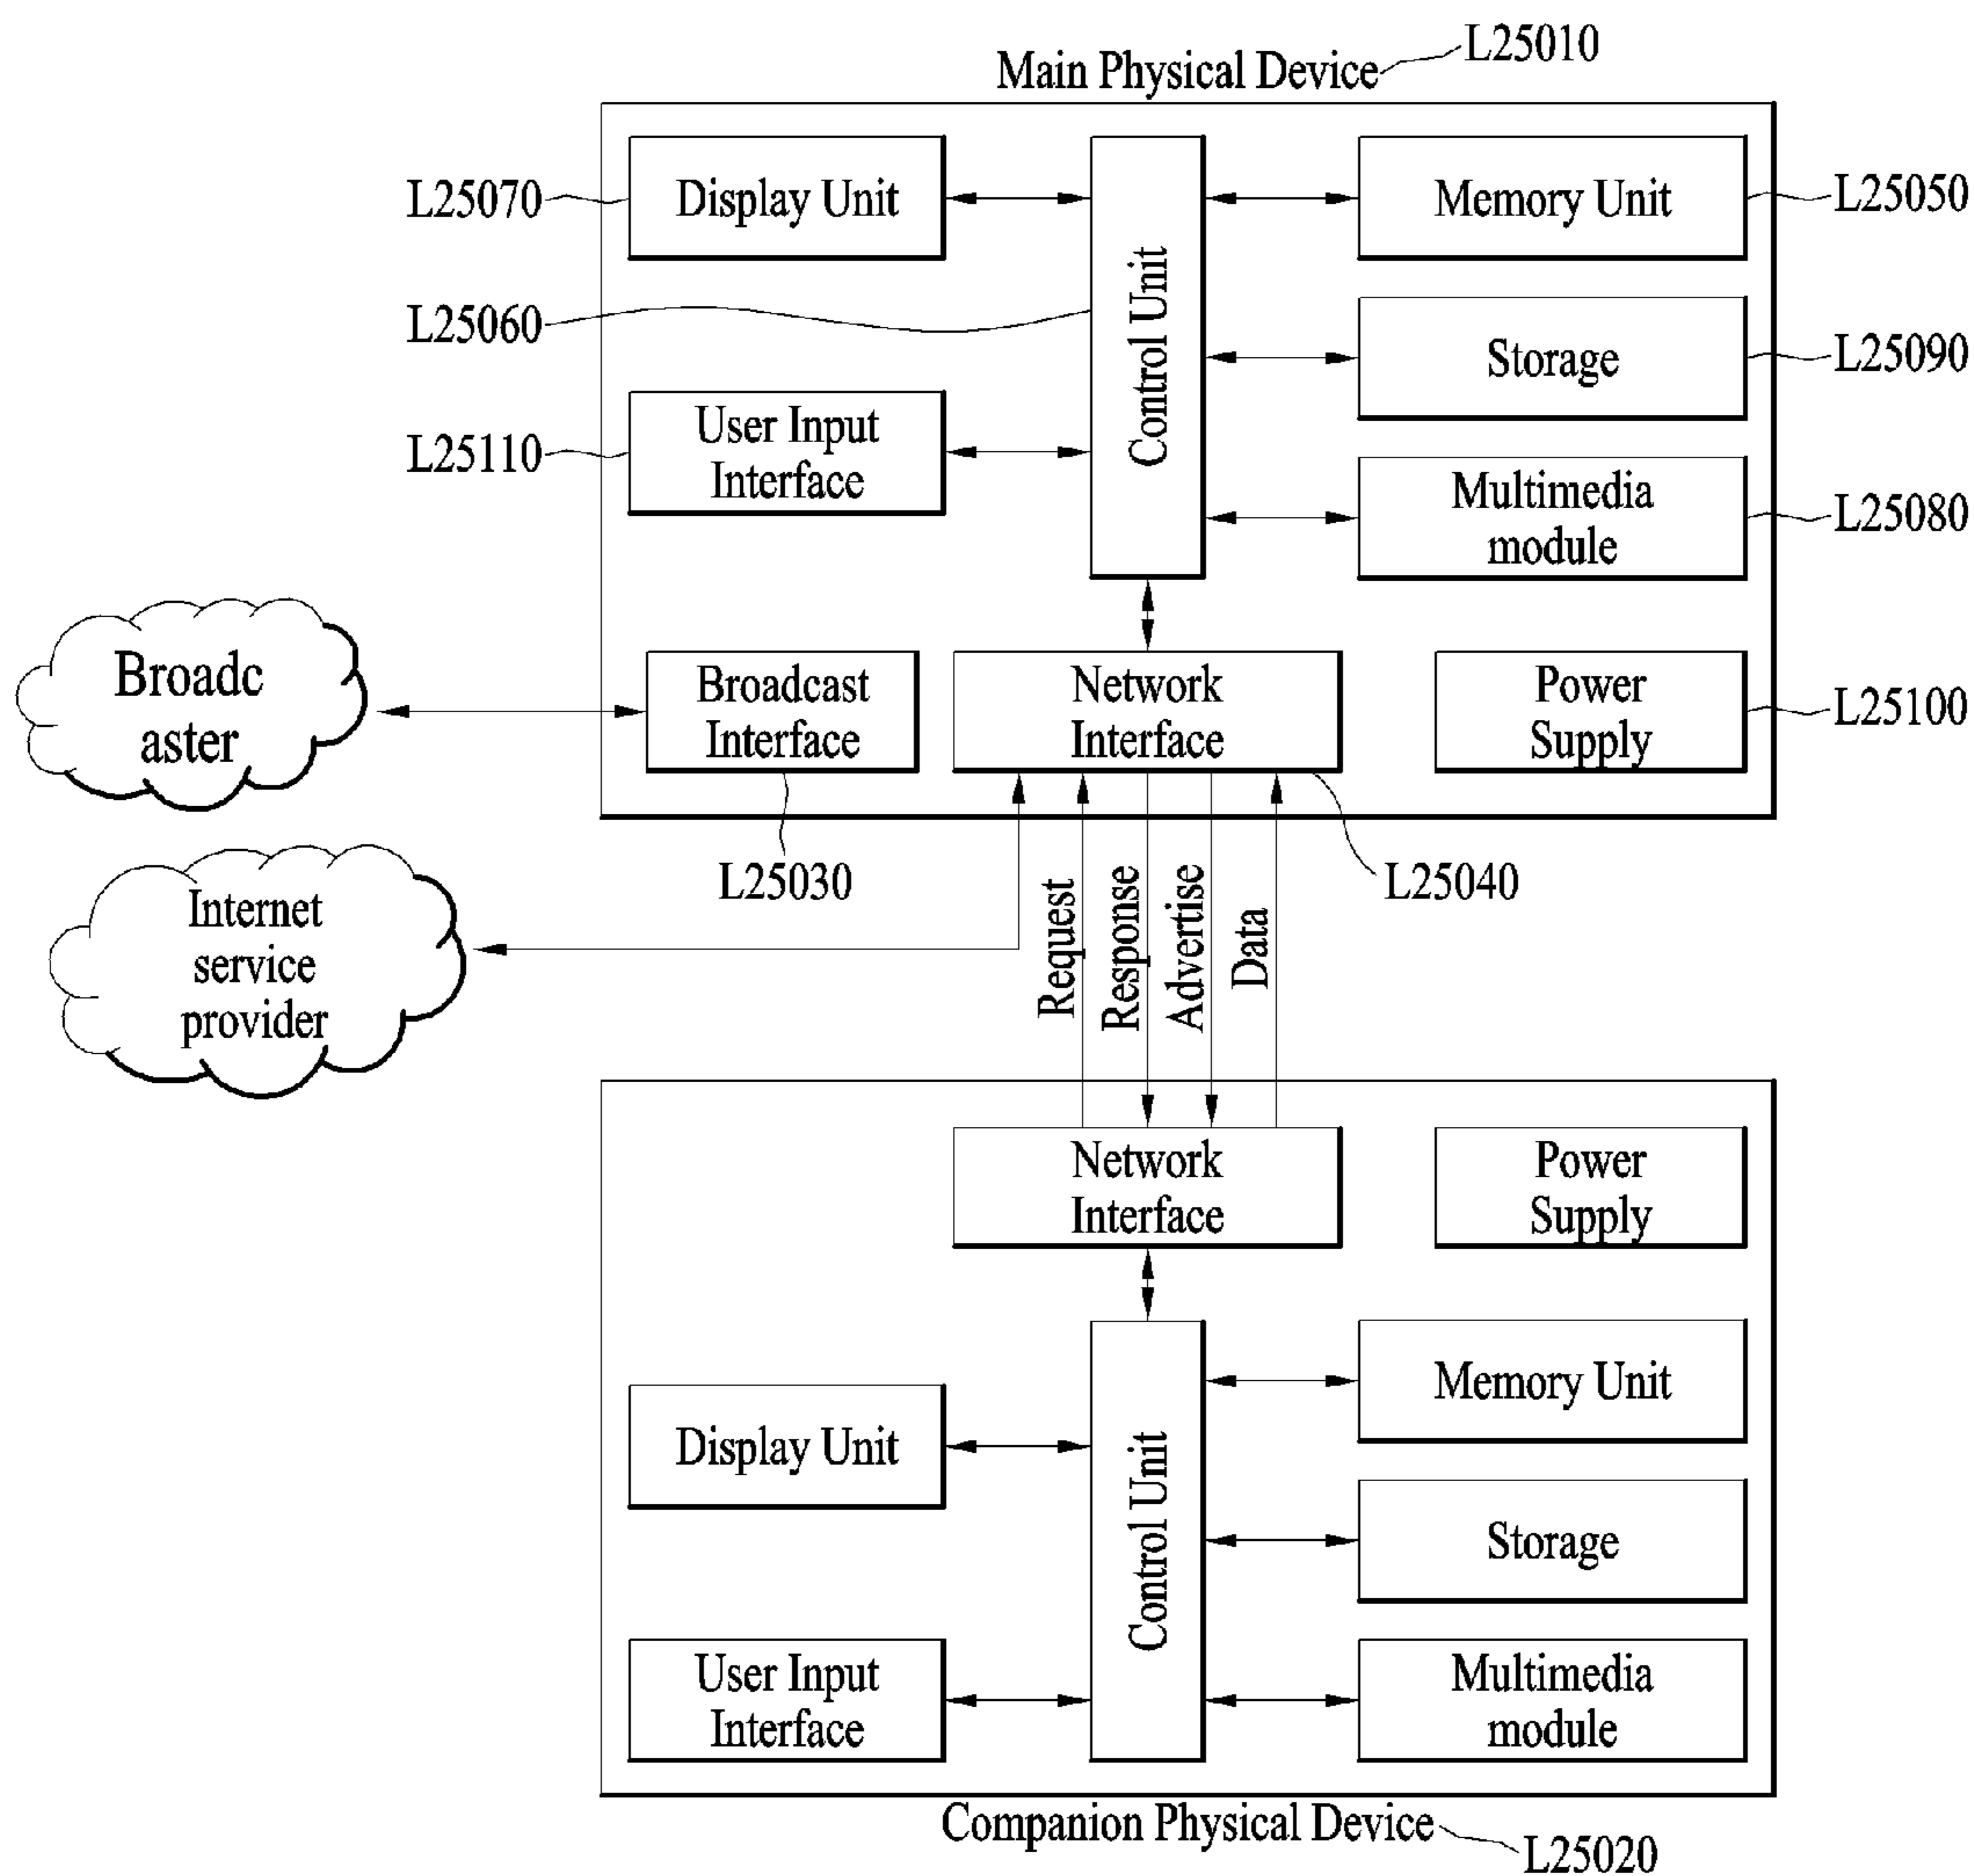 L25010
Main Physical Device
L25070
Display Unit
Memory Unit
L25050
L25060
Control Unit
Storage
L25090
L25110
User Input
Interface
Multimedia
module
L25080
Broadc
aster
Broadcast
Interface
Network
Interface
Power
Supply
L25100
L25030
L25040
Internet
service
provider
Request
Response
Advertise
Data
Network
Interface
Power
Supply
Display Unit
Control Unit
Memory Unit
Storage
User Input
Interface
Multimedia
module
Companion Physical Device
L25020